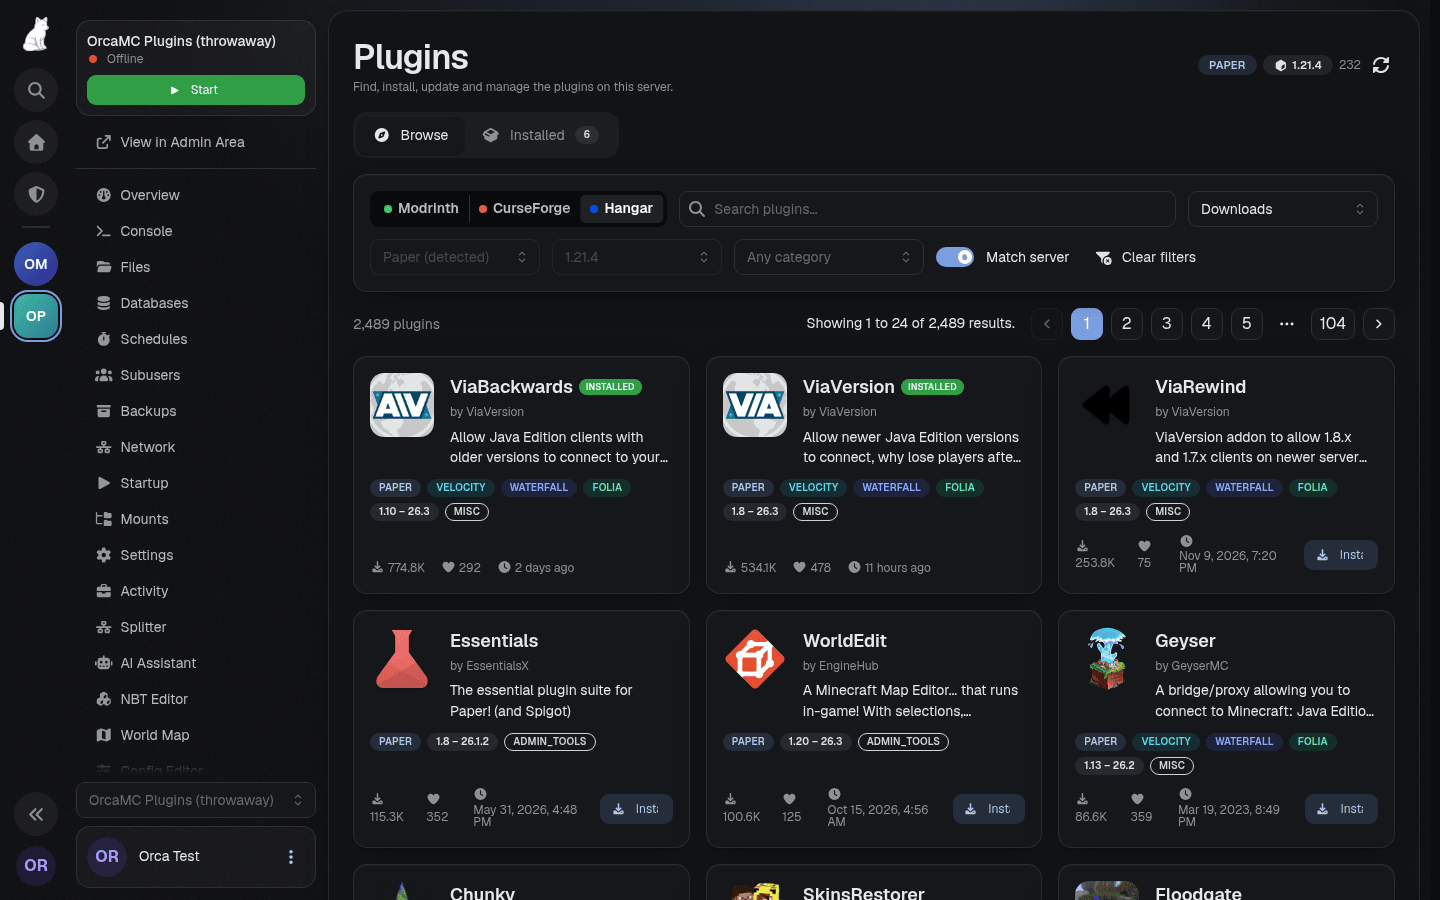 OrcaMC Plugins (throwaway)
Offline
Start
View in Admin Area
Overview
Console
Files
Databases
Schedules
Subusers
Backups
Network
Startup
Mounts
Settings
Activity
Splitter
AI Assistant
NBT Editor
World Map
Config Editor
OrcaMC Plugins (throwaway)
OR Orca Test
OM
OP
OR
Plugins
Find, install, update and manage the plugins on this server.
PAPER 1.21.4 232
Browse Installed 6
Modrinth CurseForge Hangar Search plugins... Downloads
Paper (detected) 1.21.4 Any category Match server Clear filters
2,489 plugins Showing 1 to 24 of 2,489 results. 1 2 3 4 5 ... 104
ViaBackwards INSTALLED
by ViaVersion
Allow Java Edition clients with
older versions to connect to your...
PAPER VELOCITY WATERFALL FOLIA
1.10 – 26.3 MISC
774.8K 292 2 days ago
VIA
ViaVersion INSTALLED
by ViaVersion
Allow newer Java Edition versions
to connect, why lose players afte...
PAPER VELOCITY WATERFALL FOLIA
1.8 – 26.3 MISC
534.1K 478 11 hours ago
ViaRewind
by ViaVersion
ViaVersion addon to allow 1.8.x
and 1.7.x clients on newer server...
PAPER VELOCITY WATERFALL FOLIA
1.8 – 26.3 MISC
253.8K 75 Nov 9, 2026, 7:20
PM
Essentials
by EssentialsX
The essential plugin suite for
Paper! (and Spigot)
PAPER 1.8 – 26.1.2 ADMIN_TOOLS
115.3K 352 May 31, 2026, 4:48
PM
WorldEdit
by EngineHub
A Minecraft Map Editor... that runs
in-game! With selections,...
PAPER 1.20 – 26.3 ADMIN_TOOLS
100.6K 125 Oct 15, 2026, 4:56
AM
Geyser
by GeyserMC
A bridge/proxy allowing you to
connect to Minecraft: Java Editio...
PAPER VELOCITY WATERFALL FOLIA
1.13 – 26.2 MISC
86.6K 359 Mar 19, 2023, 8:49
PM
Chunky
SkinsRestorer
Floodgate